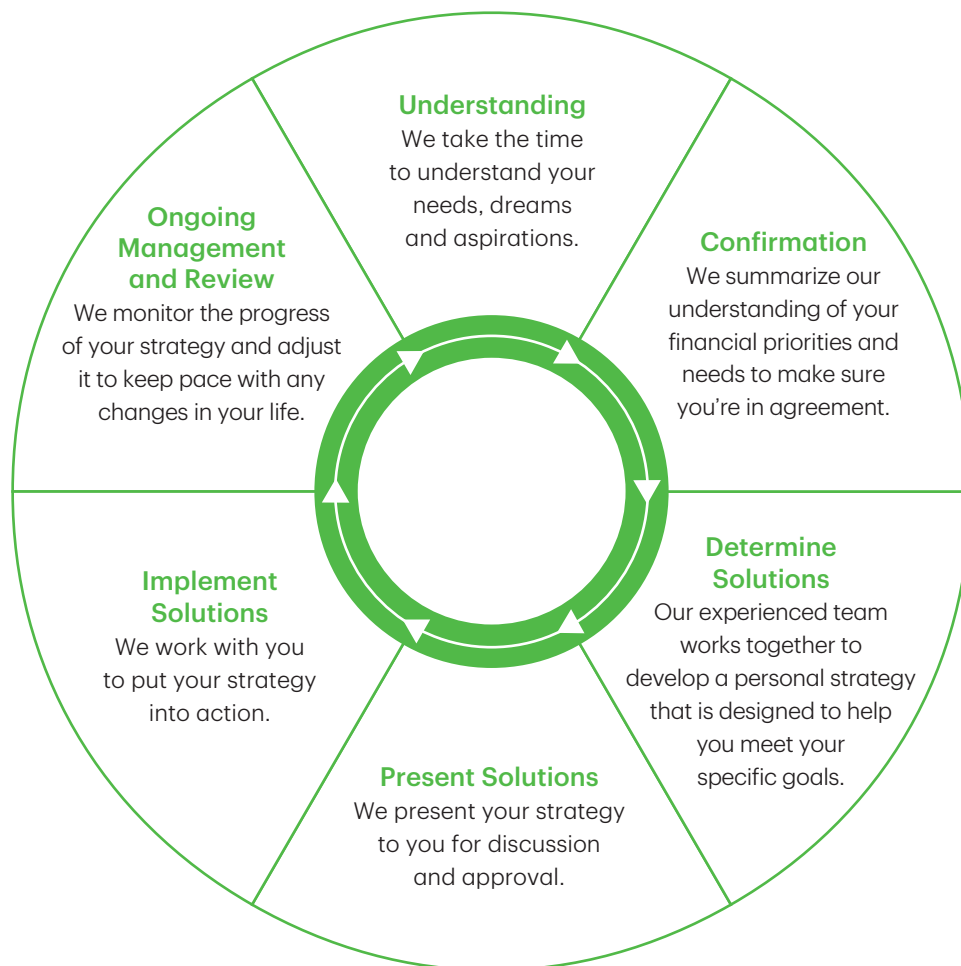 Understanding
We take the time
to understand your
needs, dreams
and aspirations.
Confirmation
We summarize our
understanding of your
financial priorities and
needs to make sure
you’re in agreement.
Determine
Solutions
Our experienced team
works together to
develop a personal strategy
that is designed to help
you meet your
specific goals.
Present Solutions
We present your strategy
to you for discussion
and approval.
Implement
Solutions
We work with you
to put your strategy
into action.
Ongoing
Management
and Review
We monitor the progress
of your strategy and adjust
it to keep pace with any
changes in your life.